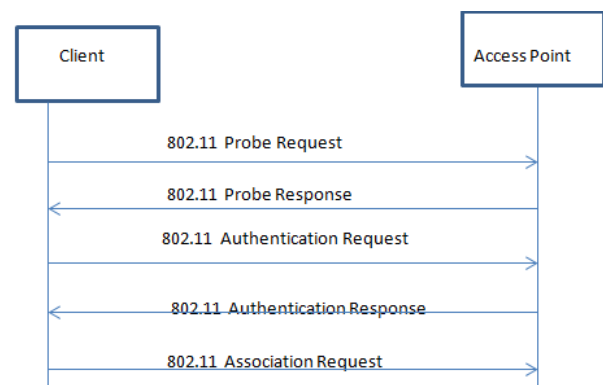 Client
Access Point
802.11 Probe Request
802.11 Probe Response
802.11 Authentication Request
802.11 Authentication Response
802.11 Association Request